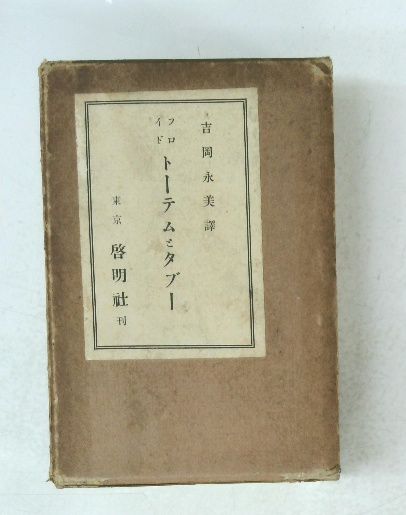 吉岡永美譯
フロイド
トーテムとタブー
東京 啓明社 刊